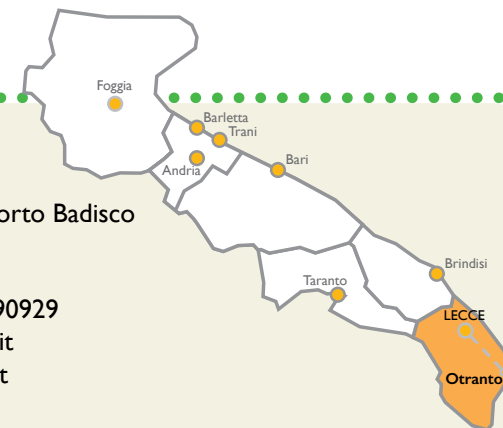 Foggia
Barletta
Trani
Andria
Bari
orto Badisco
Brindisi
Taranto
90929
LECCE
it
t
Otranto